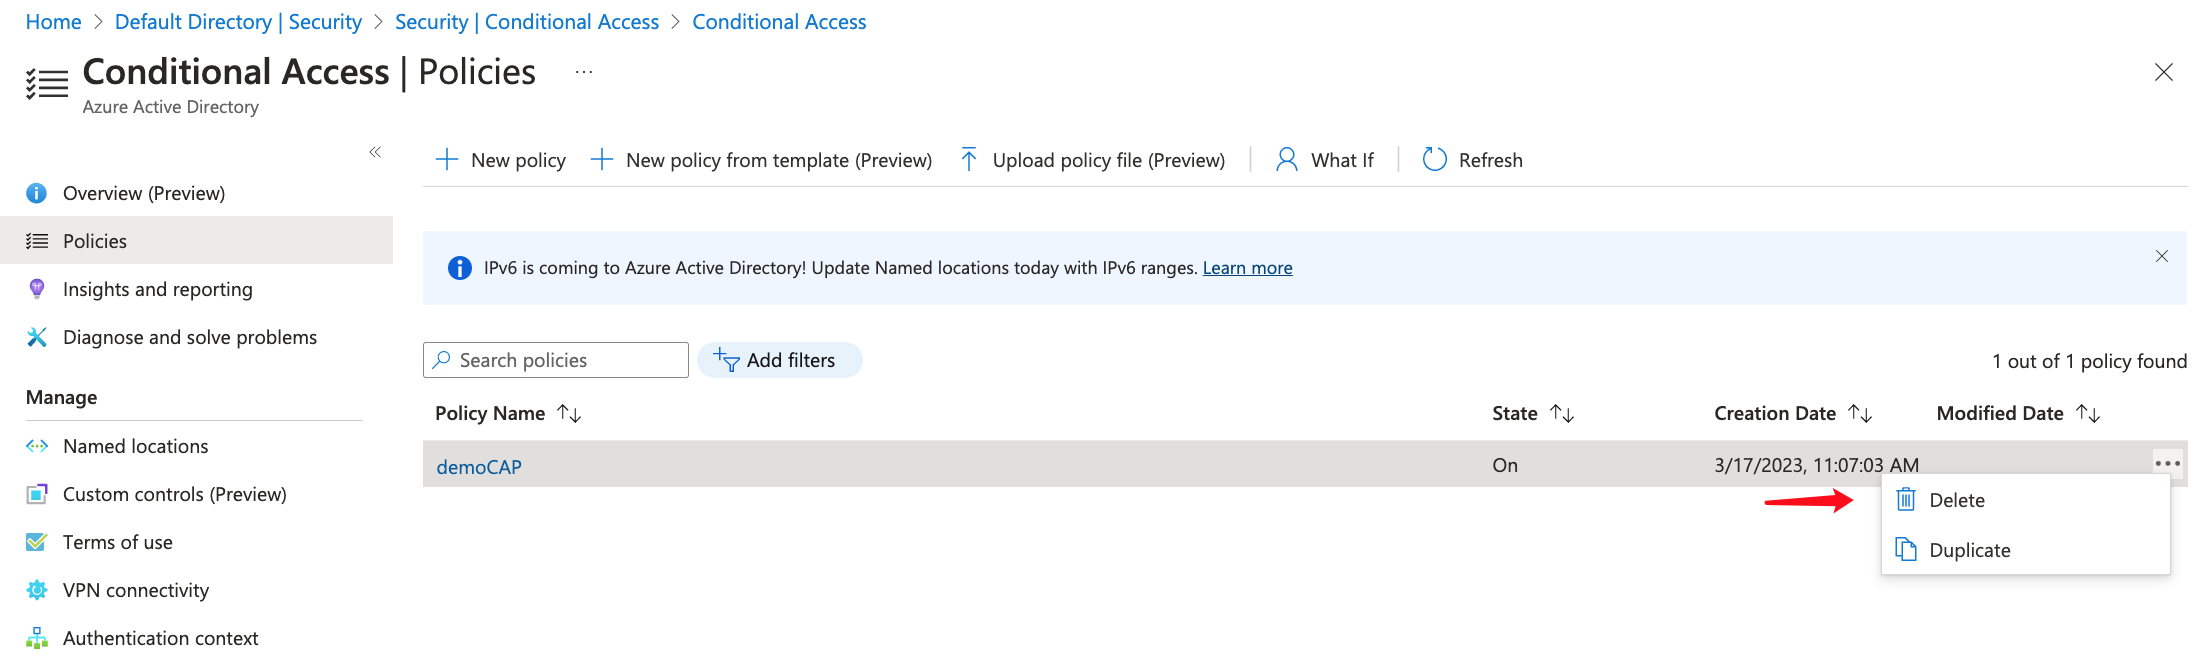 Home > Default Directory | Security > Security | Conditional Access > Conditional Access
Conditional Access | Policies ...
Azure Active Directory
«
New policy New policy from template (Preview) Upload policy file (Preview) | What If | Refresh
Overview (Preview)
Policies
Insights and reporting
Diagnose and solve problems
Manage
Named locations
Custom controls (Preview)
Terms of use
VPN connectivity
Authentication context
IPv6 is coming to Azure Active Directory! Update Named locations today with IPv6 ranges. Learn more
Search policies Add filters
1 out of 1 policy found
Policy Name ↑↓ State ↑↓ Creation Date ↑↓ Modified Date ↑↓
demoCAP On 3/17/2023, 11:07:03 AM
Delete
Duplicate